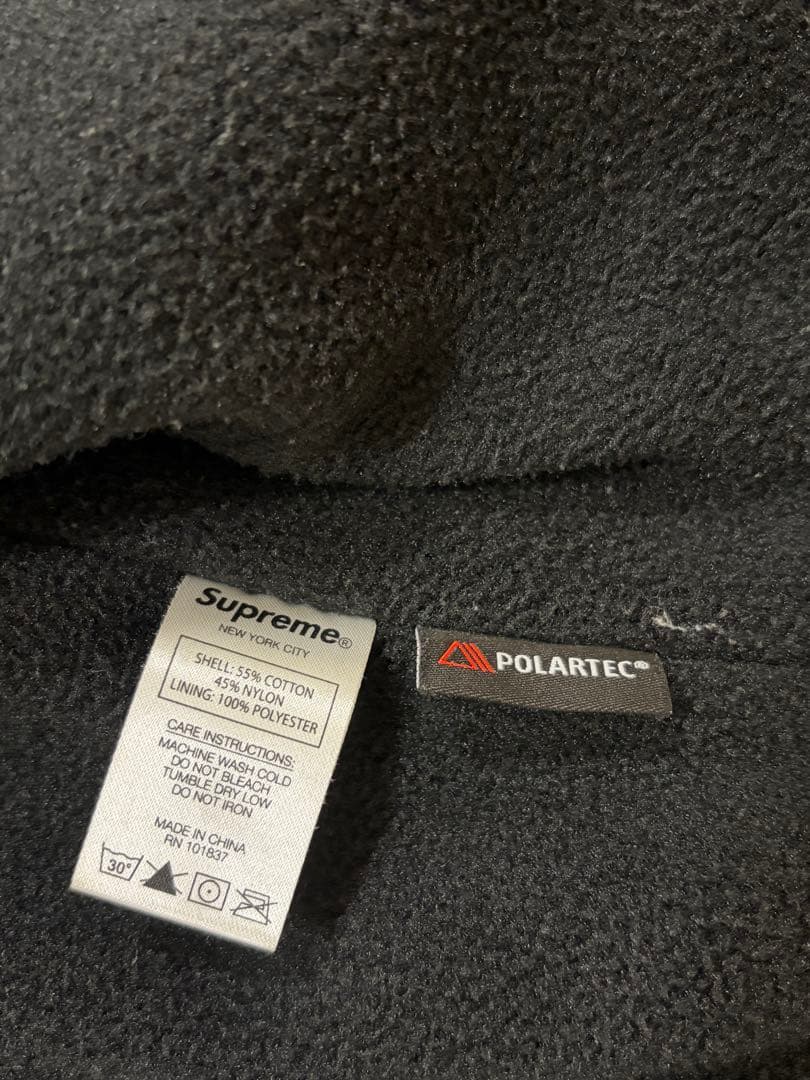 Supreme®
NEW YORK CITY
SHELL: 55% COTTON
45% NYLON
LINING: 100% POLYESTER
CARE INSTRUCTIONS:
MACHINE WASH COLD
DO NOT BLEACH
TUMBLE DRY LOW
DO NOT IRON
MADE IN CHINA
RN 101837
30°
POLARTEC®